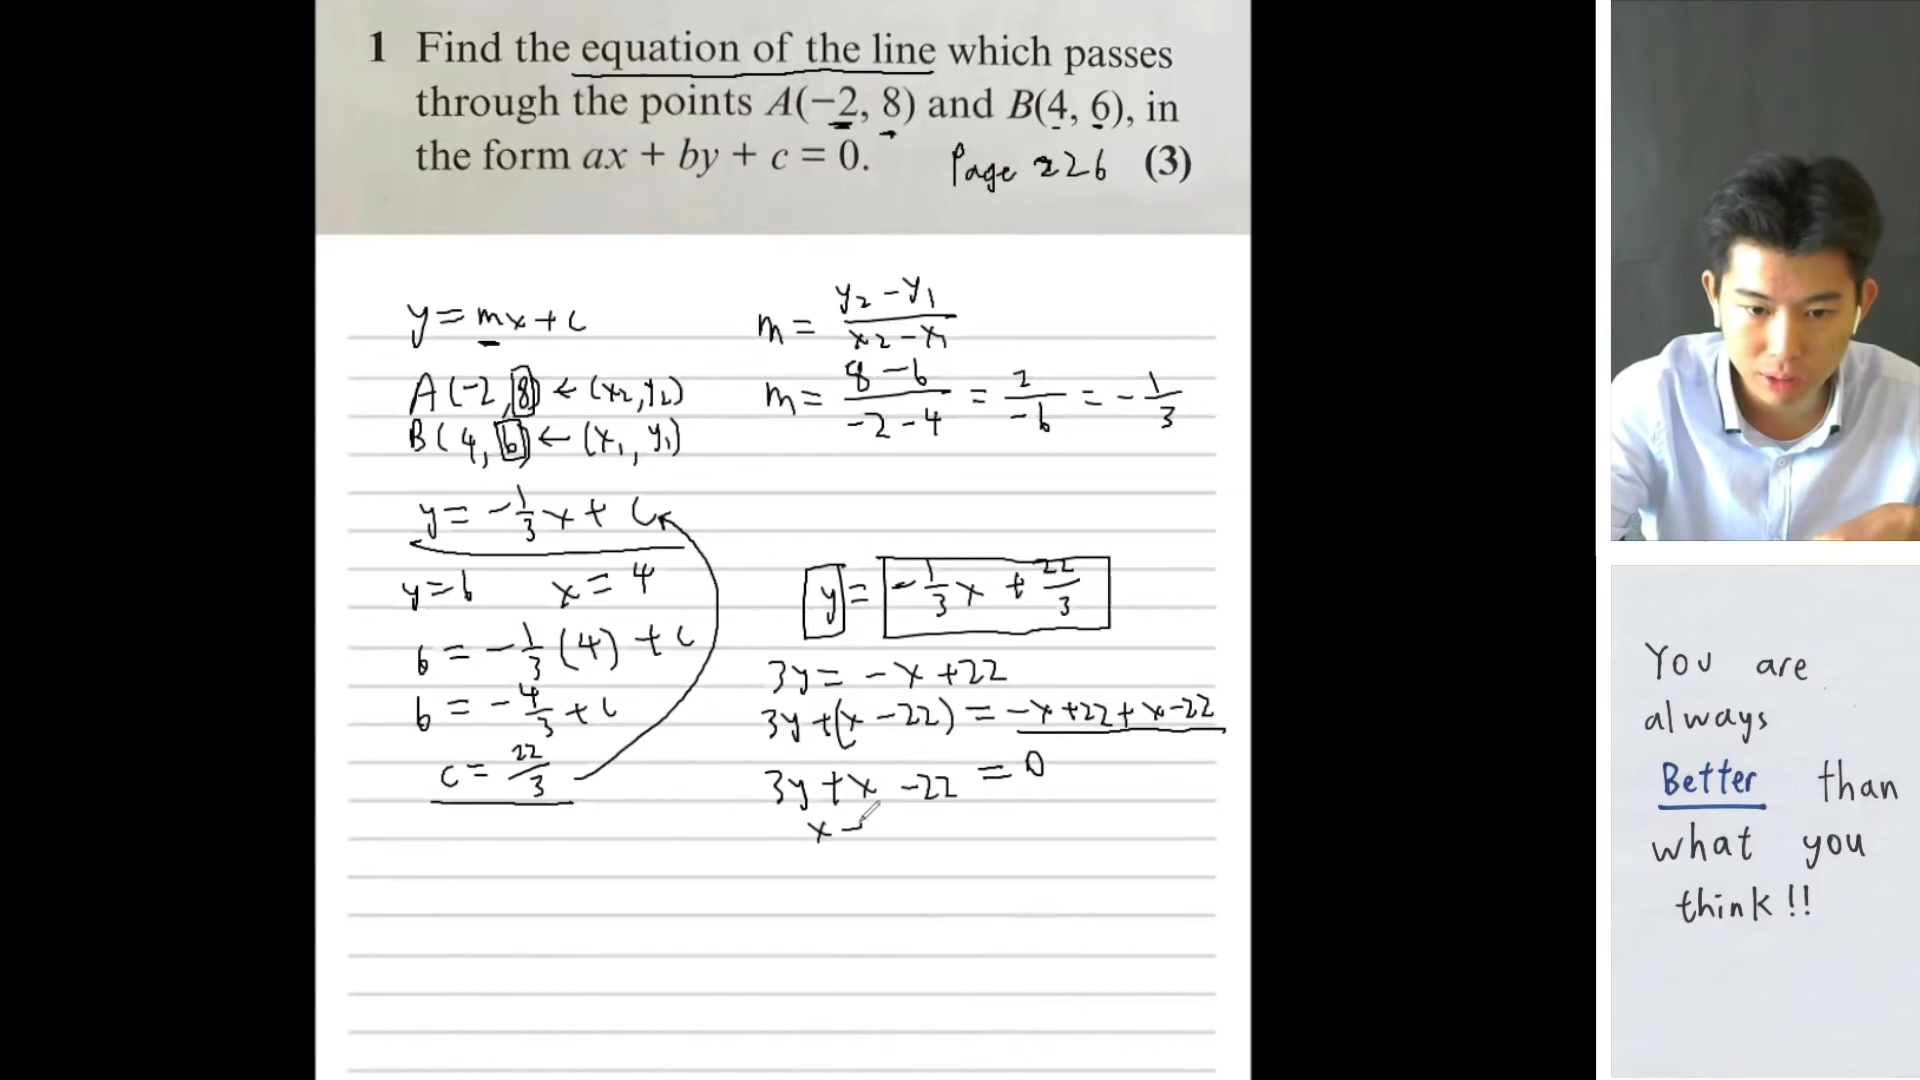 1 Find the equation of the line which passes
through the points A(−2, 8) and B(4, 6), in
the form ax + by + c = 0. Page 226 (3)
y = mx + c
A(-2, 8) ← (x₂, y₂)
B(4, 6) ← (x₁, y₁)
y = -1/3 x + c
y = 6 x = 4
6 = -1/3 (4) + c
6 = -4/3 + c
c = 22/3
m = (y₂ - y₁)/(x₂ - x₁)
m = (8 - 6)/(-2 - 4) = 2/-6 = -1/3
y = -1/3 x + 22/3
3y = -x + 22
3y + (x - 22) = -x + 22 + x - 22
3y + x - 22 = 0
x -
You are
always
Better than
what you
think!!